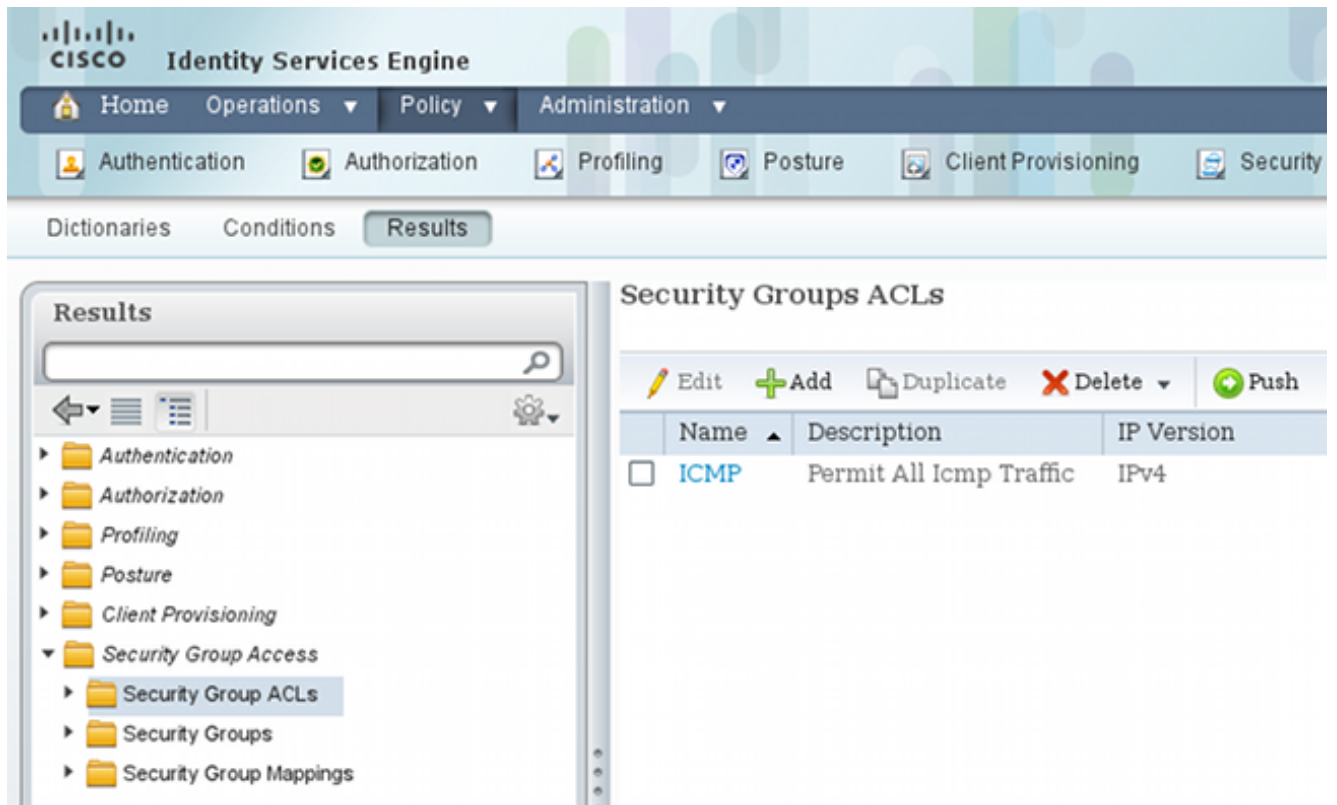 CISCO Identity Services Engine
Home Operations Policy Administration
Authentication Authorization Profiling Posture Client Provisioning Security
Dictionaries Conditions Results
Results
Authentication
Authorization
Profiling
Posture
Client Provisioning
Security Group Access
Security Group ACLs
Security Groups
Security Group Mappings
Security Groups ACLs
Edit Add Duplicate Delete Push
Name Description IP Version
ICMP Permit All Icmp Traffic IPv4